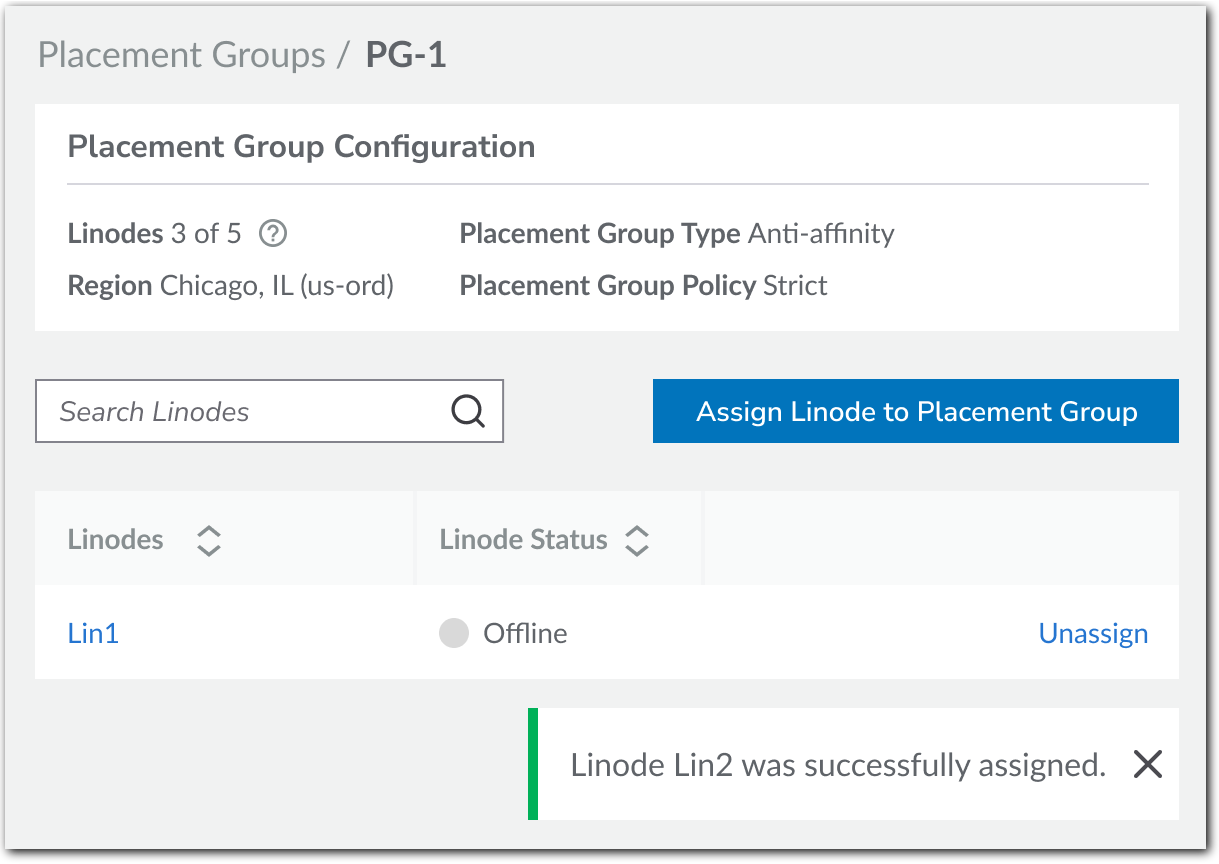 Placement Groups / PG-1
Placement Group Configuration
Linodes 3 of 5 ?
Placement Group Type Anti-affinity
Region Chicago, IL (us-ord)
Placement Group Policy Strict
Search Linodes
Assign Linode to Placement Group
Linodes
Linode Status
Lin1
Offline
Unassign
Linode Lin2 was successfully assigned.